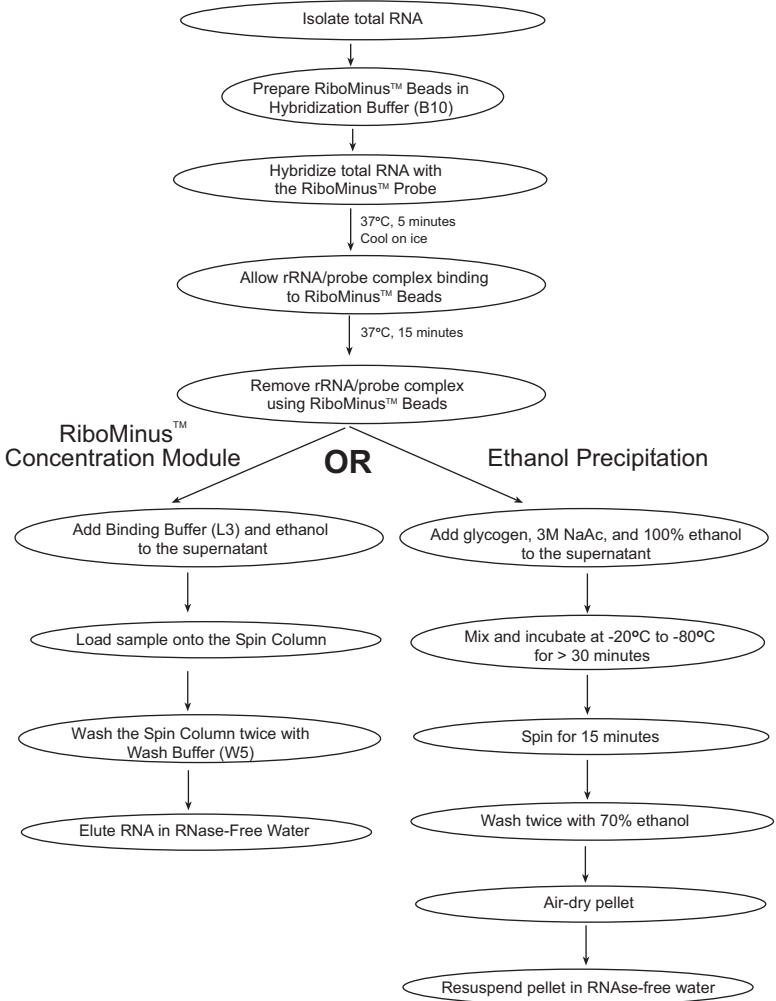 Isolate total RNA
Prepare RiboMinus™ Beads in
Hybridization Buffer (B10)
Hybridize total RNA with
the RiboMinus™ Probe
37ºC, 5 minutes
Cool on ice
Allow rRNA/probe complex binding
to RiboMinus™ Beads
37ºC, 15 minutes
Remove rRNA/probe complex
using RiboMinus™ Beads
RiboMinus™
Concentration Module
OR
Ethanol Precipitation
Add Binding Buffer (L3) and ethanol
to the supernatant
Load sample onto the Spin Column
Wash the Spin Column twice with
Wash Buffer (W5)
Elute RNA in RNase-Free Water
Add glycogen, 3M NaAc, and 100% ethanol
to the supernatant
Mix and incubate at -20ºC to -80ºC
for > 30 minutes
Spin for 15 minutes
Wash twice with 70% ethanol
Air-dry pellet
Resuspend pellet in RNAse-free water